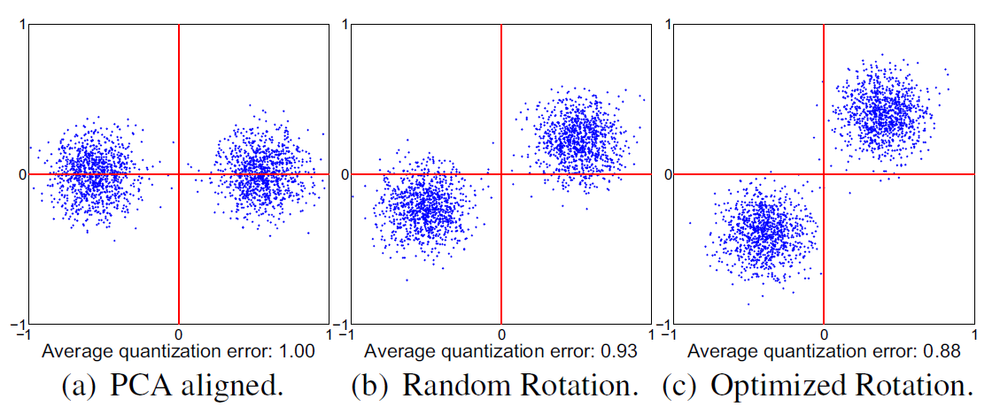 1 1 1
0 0 0
−1 −1 −1
−1 0 1 −1 0 1 −1 0 1
Average quantization error: 1.00 Average quantization error: 0.93 Average quantization error: 0.88
(a) PCA aligned. (b) Random Rotation. (c) Optimized Rotation.